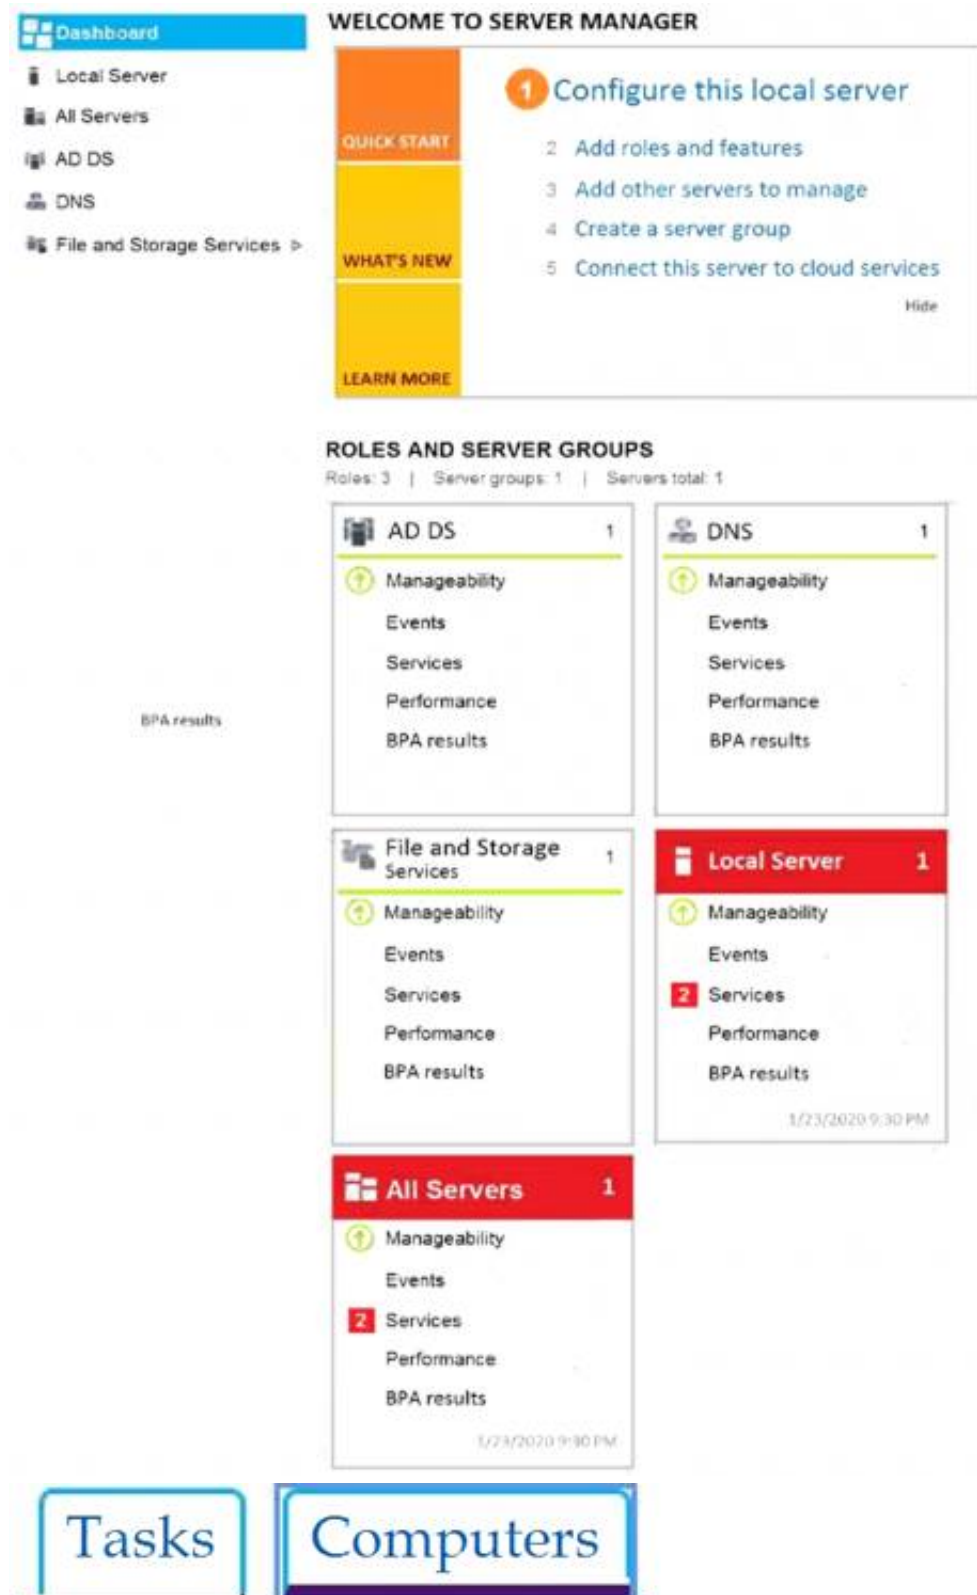 Dashboard
Local Server
All Servers
AD DS
DNS
File and Storage Services
WELCOME TO SERVER MANAGER
QUICK START
WHAT'S NEW
LEARN MORE
1 Configure this local server
2 Add roles and features
3 Add other servers to manage
4 Create a server group
5 Connect this server to cloud services
Hide
ROLES AND SERVER GROUPS
Roles: 3 | Server groups: 1 | Servers total: 1
AD DS 1
Manageability
Events
Services
Performance
BPA results
DNS 1
Manageability
Events
Services
Performance
BPA results
BPA results
File and Storage 1
Services
Manageability
Events
Services
Performance
BPA results
Local Server 1
Manageability
Events
2 Services
Performance
BPA results
1/23/2020 9:30 PM
All Servers 1
Manageability
Events
2 Services
Performance
BPA results
1/23/2020 9:30 PM
Tasks
Computers